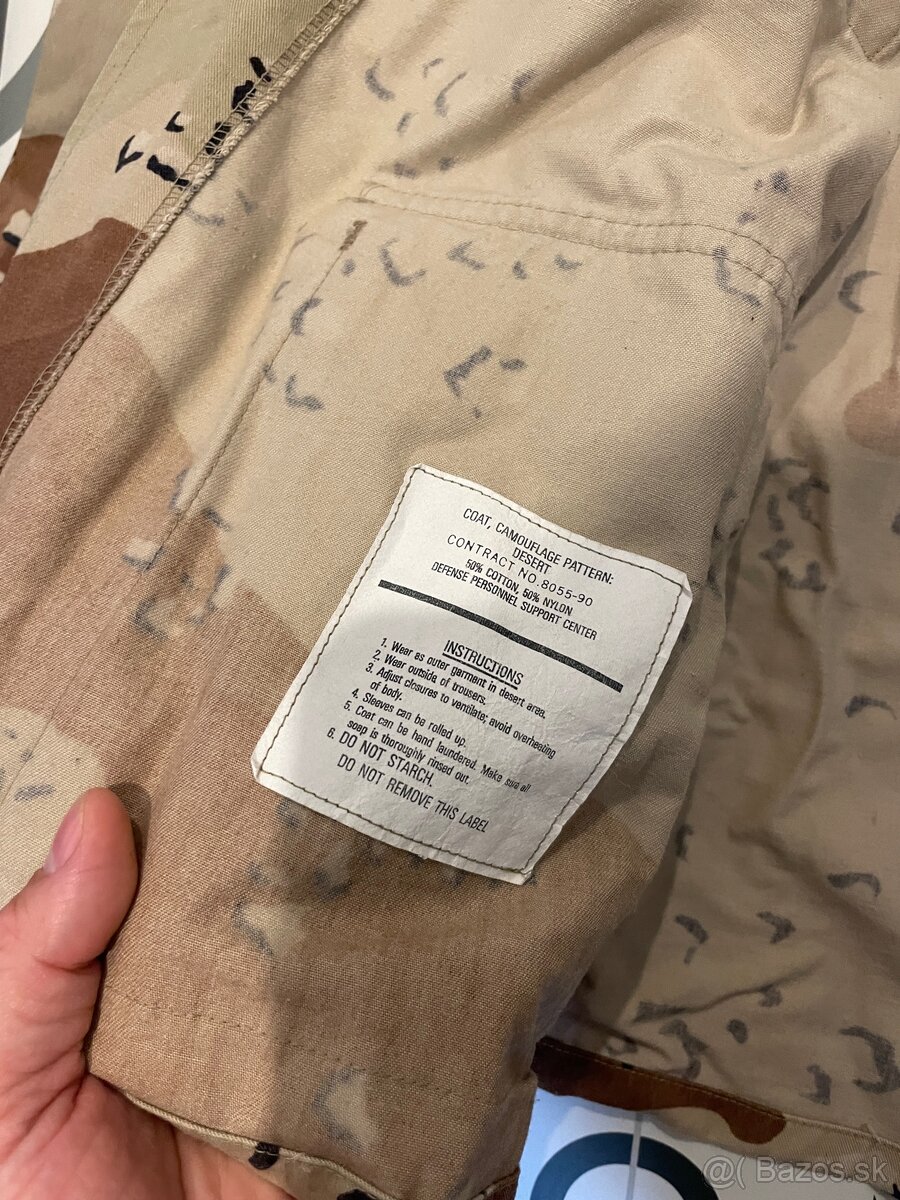 COAT, CAMOUFLAGE PATTERN:
DESERT
CONTRACT NO.8055-90
50% COTTON, 50% NYLON
DEFENSE PERSONNEL SUPPORT CENTER
INSTRUCTIONS
1. Wear as outer garment in desert area.
2. Wear outside of trousers.
3. Adjust closures to ventilate; avoid overheating
of body.
4. Sleeves can be rolled up.
5. Coat can be hand laundered. Make sure all
soap is thoroughly rinsed out.
6. DO NOT STARCH.
DO NOT REMOVE THIS LABEL
@( Bazos.sk